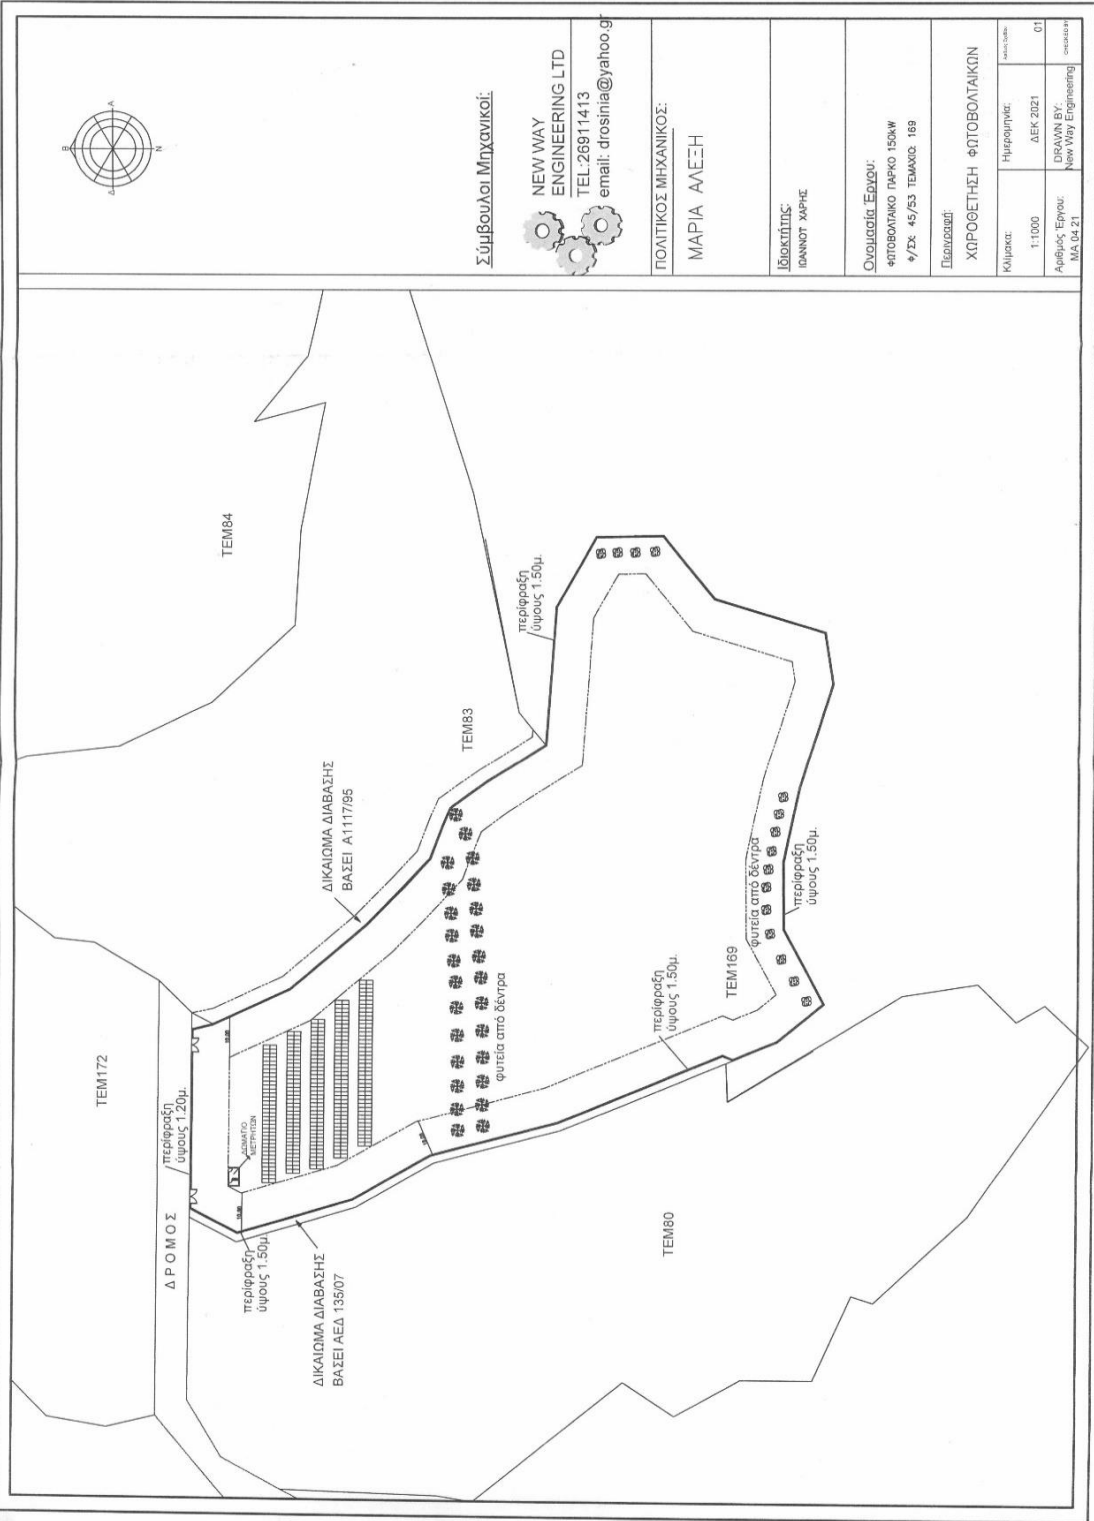 Β
Α
Ν
Δ
Σύμβουλοι Μηχανικοί:
NEW WAY
ENGINEERING LTD
TEL:26911413
email: drosinia@yahoo.gr
ΠΟΛΙΤΙΚΟΣ ΜΗΧΑΝΙΚΟΣ:
ΜΑΡΙΑ ΑΛΕΞΗ
Ιδιοκτήτης:
ΙΩΑΝΝΟΥ ΧΑΡΗΣ
Ονομασία Έργου:
ΦΩΤΟΒΟΛΤΑΙΚΟ ΠΑΡΚΟ 150kW
Φ/ΣΧ: 45/53 ΤΕΜΑΧΙΟ: 169
Περιγραφή:
ΧΩΡΟΘΕΤΗΣΗ ΦΩΤΟΒΟΛΤΑΙΚΩΝ
Κλίμακα:
1:1000
Ημερομηνία:
ΔΕΚ 2021
01
Αριθμός Έργου:
MA 04 21
DRAWN BY:
New Way Engineering
CHECKED BY
ΤΕΜ84
ΤΕΜ83
περίφραξη
ύψους 1.50μ.
ΔΙΚΑΙΩΜΑ ΔΙΑΒΑΣΗΣ
ΒΑΣΕΙ Α1117/95
ΤΕΜ172
περίφραξη
ύψους 1.20μ.
ΔΡΟΜΟΣ
ΔΩΜΑΤΙΟ
ΜΕΤΡΗΤΩΝ
περίφραξη
ύψους 1.50μ.
ΔΙΚΑΙΩΜΑ ΔΙΑΒΑΣΗΣ
ΒΑΣΕΙ ΑΕΔ 135/07
φυτεία από δέντρα
περίφραξη
ύψους 1.50μ.
ΤΕΜ169
φυτεία από δέντρα
περίφραξη
ύψους 1.50μ.
ΤΕΜ80